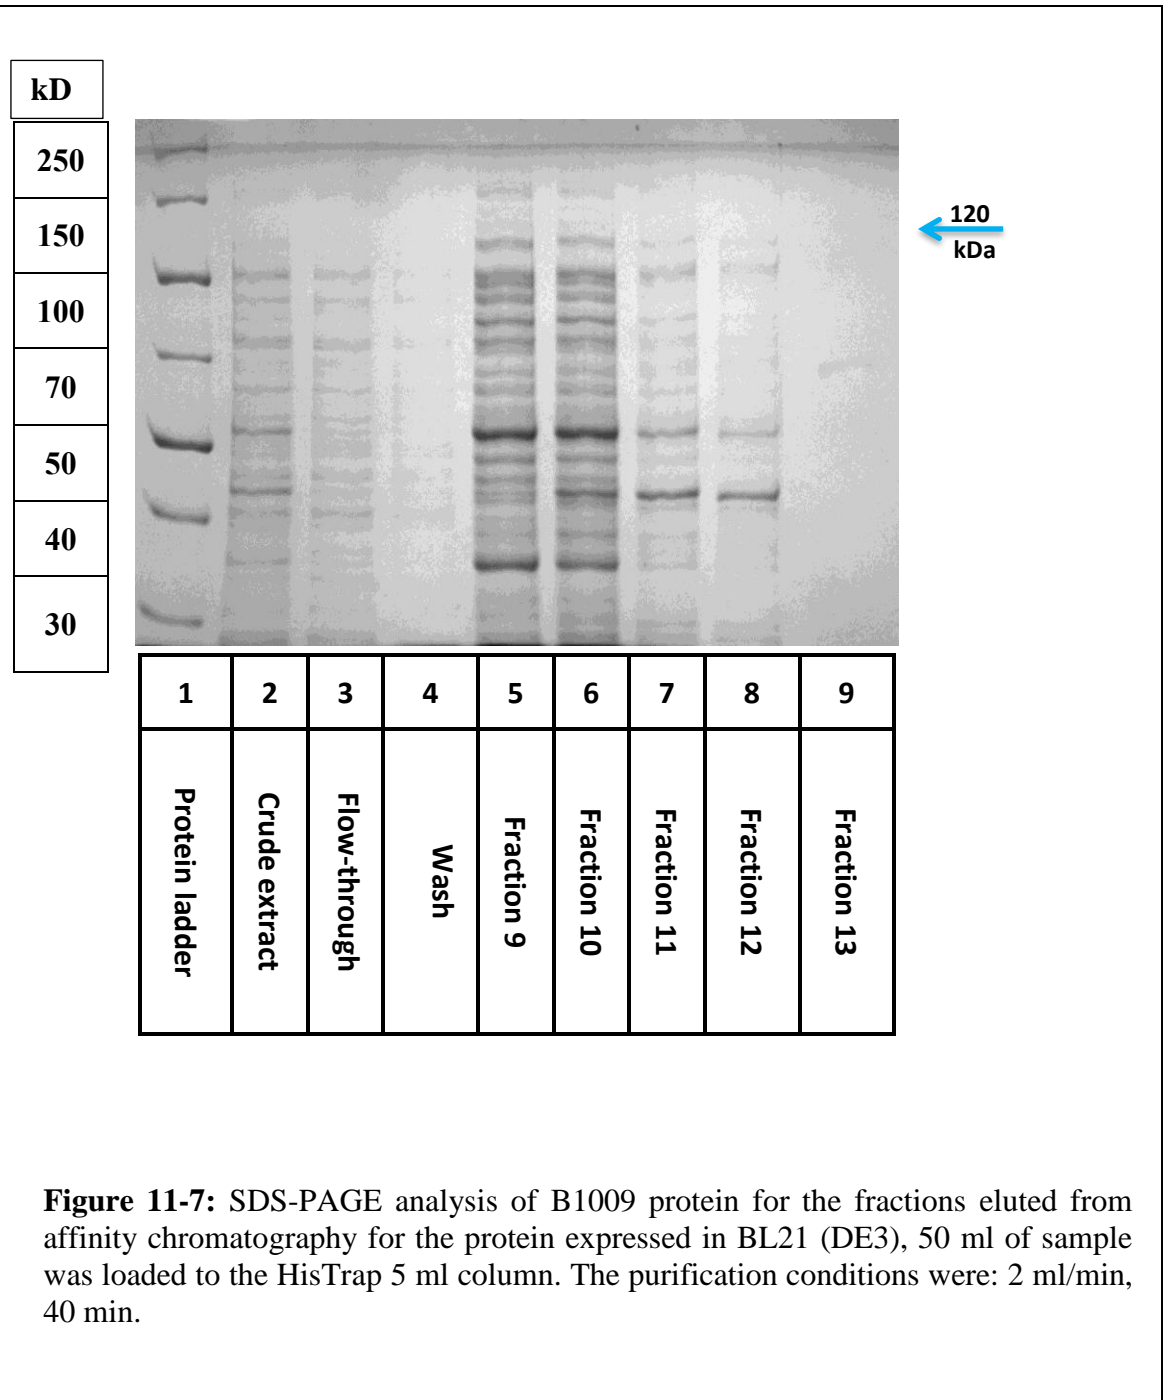 kD
250
150
100
70
50
40
30
120
kDa
1 2 3 4 5 6 7 8 9
Protein ladder
Crude extract
Flow-through
Wash
Fraction 9
Fraction 10
Fraction 11
Fraction 12
Fraction 13
Figure 11-7: SDS-PAGE analysis of B1009 protein for the fractions eluted from
affinity chromatography for the protein expressed in BL21 (DE3), 50 ml of sample
was loaded to the HisTrap 5 ml column. The purification conditions were: 2 ml/min,
40 min.